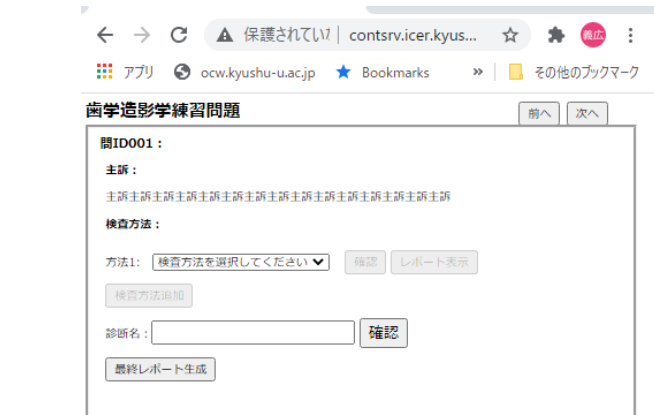 保護されていな contsrv.icer.kyus... 義広
アプリ ocw.kyushu-u.ac.jp Bookmarks » その他のブックマーク
歯学造影学練習問題 前へ 次へ
問ID001：
主訴：
主訴主訴主訴主訴主訴主訴主訴主訴主訴主訴主訴主訴主訴主訴主訴
検査方法：
方法1: 検査方法を選択してください 確認 レポート表示
検査方法追加
診断名： 確認
最終レポート生成